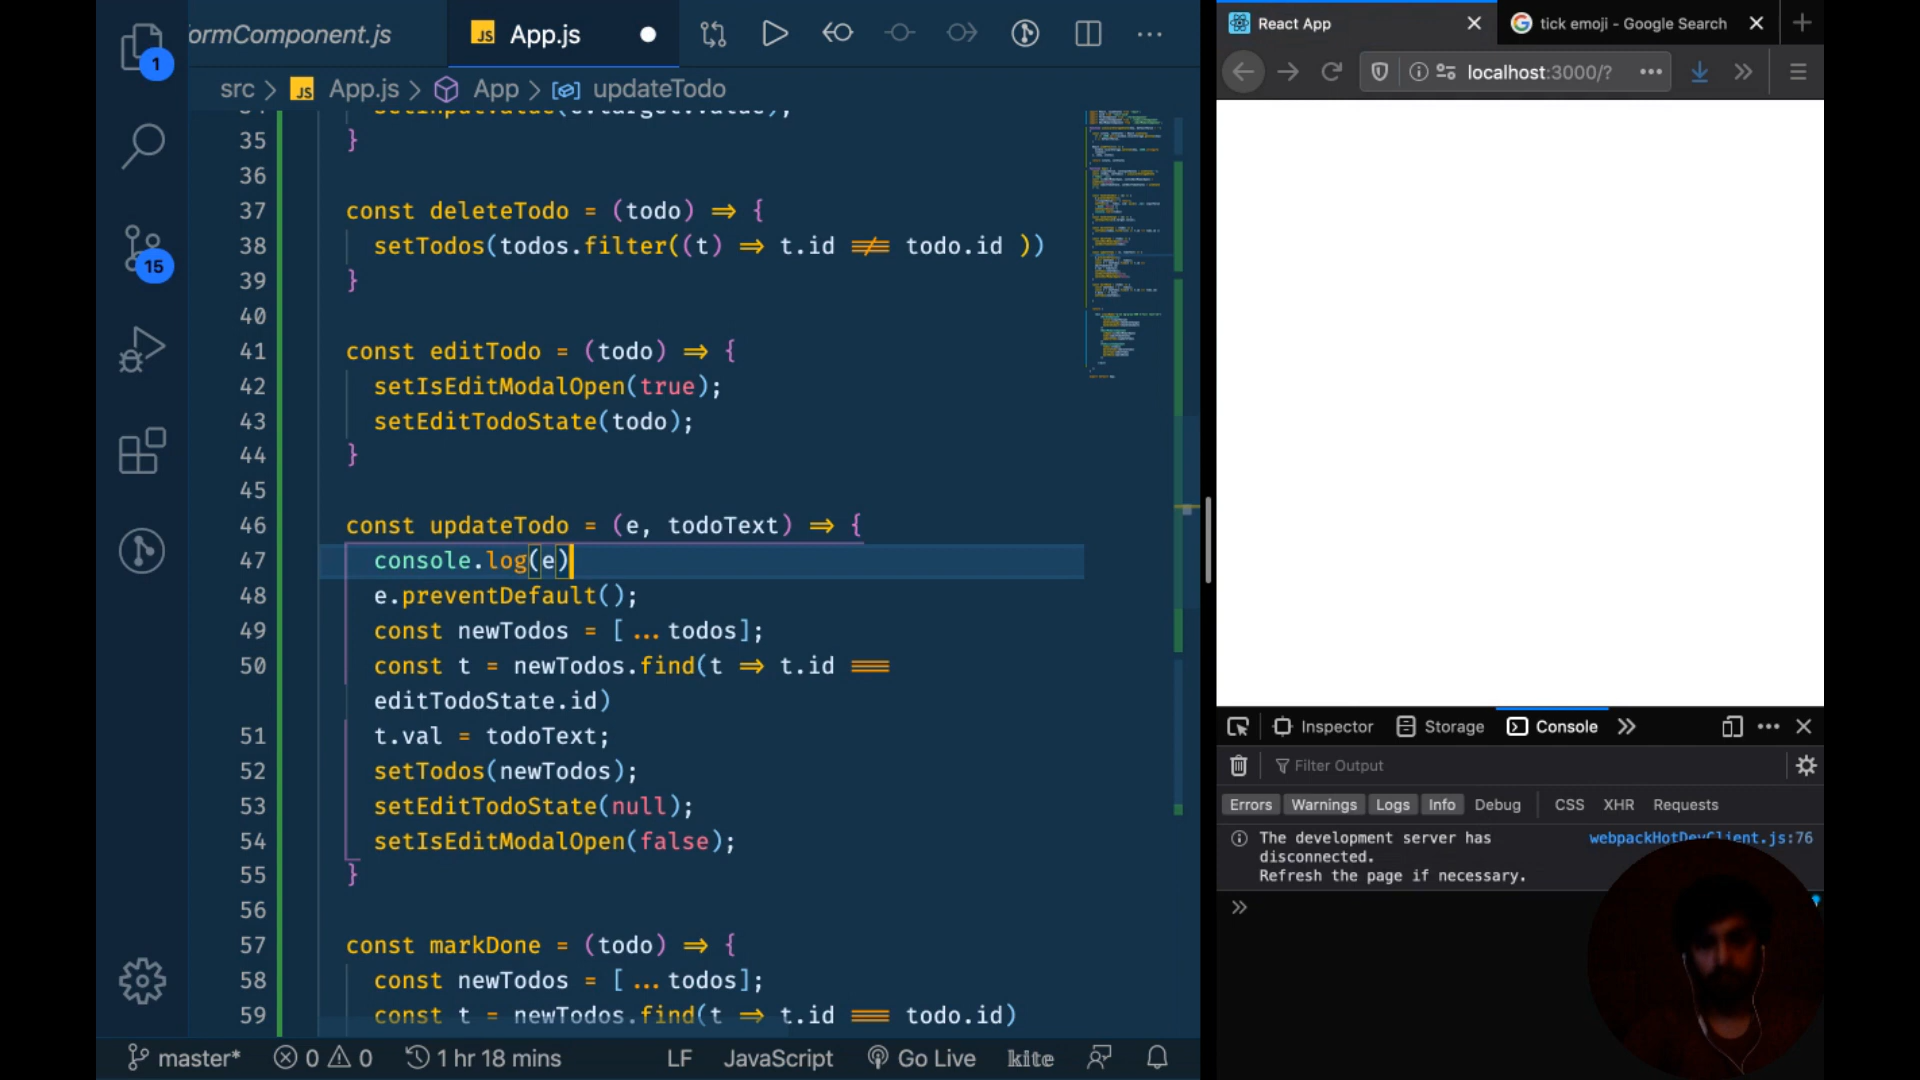 ormComponent.js
JS App.js
src > JS App.js > App > updateTodo
35 }
36
37 const deleteTodo = (todo) => {
38 setTodos(todos.filter((t) => t.id !== todo.id ))
39 }
40
41 const editTodo = (todo) => {
42 setIsEditModalOpen(true);
43 setEditTodoState(todo);
44 }
45
46 const updateTodo = (e, todoText) => {
47 console.log(e)
48 e.preventDefault();
49 const newTodos = [...todos];
50 const t = newTodos.find(t => t.id ===
editTodoState.id)
51 t.val = todoText;
52 setTodos(newTodos);
53 setEditTodoState(null);
54 setIsEditModalOpen(false);
55 }
56
57 const markDone = (todo) => {
58 const newTodos = [...todos];
59 const t = newTodos.find(t => t.id === todo.id)
1
15
master* 0 0 1 hr 18 mins LF JavaScript Go Live kite
React App
tick emoji - Google Search
localhost:3000/?
Inspector Storage Console
Filter Output
Errors Warnings Logs Info Debug CSS XHR Requests
The development server has webpackHotDevClient.js:76
disconnected.
Refresh the page if necessary.